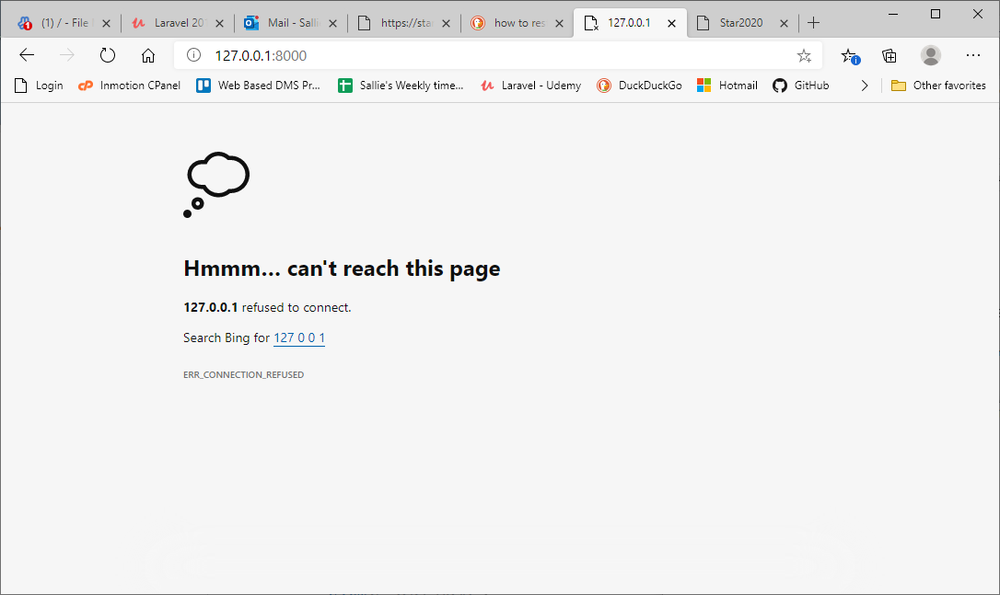 (1) / - File
Laravel 20
Mail - Salli
https://sta
how to res
127.0.0.1
Star2020
127.0.0.1:8000
Login
Inmotion CPanel
Web Based DMS Pr...
Sallie's Weekly time...
Laravel - Udemy
DuckDuckGo
Hotmail
GitHub
Other favorites
Hmmm… can't reach this page
127.0.0.1 refused to connect.
Search Bing for 127 0 0 1
ERR_CONNECTION_REFUSED